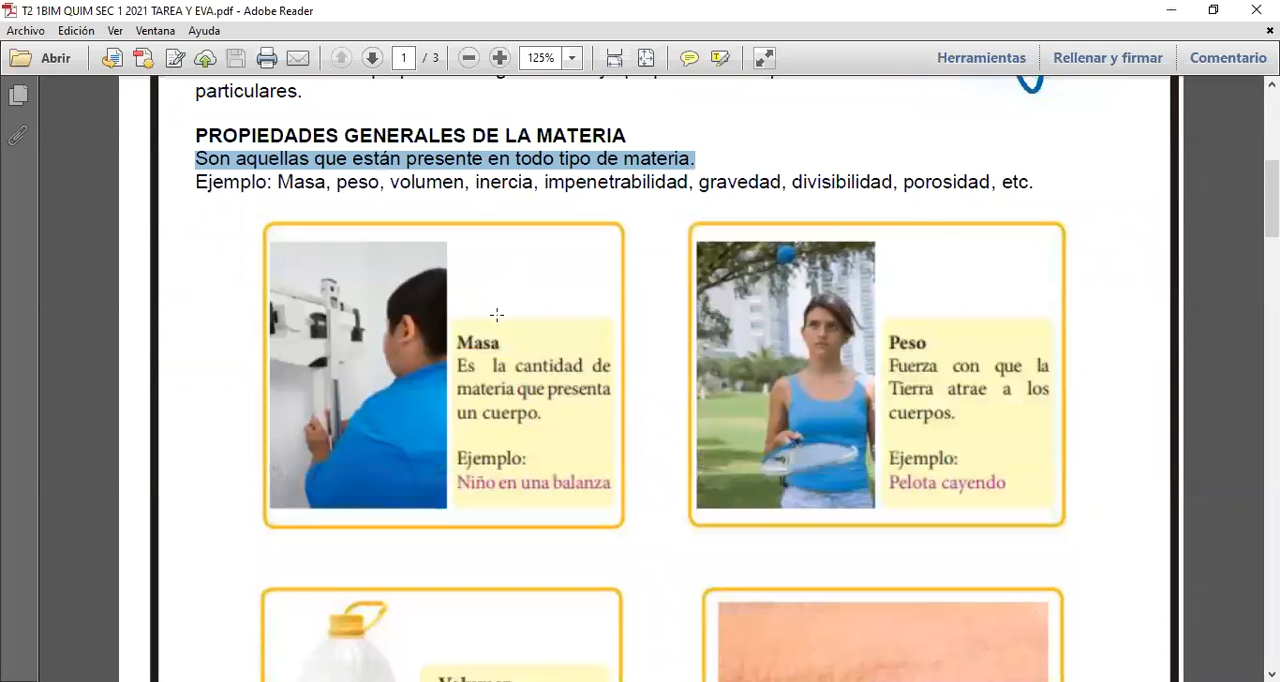 T2 1BIM QUIM SEC 1 2021 TAREA Y EVA.pdf - Adobe Reader
Archivo Edición Ver Ventana Ayuda
Abrir 1 / 3 125% Herramientas Rellenar y firmar Comentario
particulares.
PROPIEDADES GENERALES DE LA MATERIA
Son aquellas que están presente en todo tipo de materia.
Ejemplo: Masa, peso, volumen, inercia, impenetrabilidad, gravedad, divisibilidad, porosidad, etc.
Masa
Es la cantidad de
materia que presenta
un cuerpo.
Ejemplo:
Niño en una balanza
Peso
Fuerza con que la
Tierra atrae a los
cuerpos.
Ejemplo:
Pelota cayendo